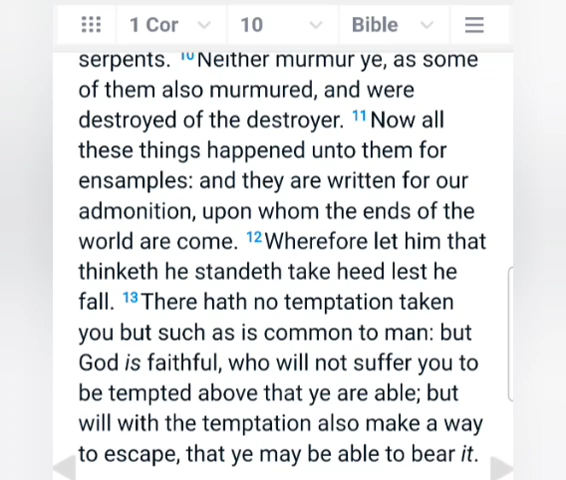 1 Cor 10 Bible
serpents. 10 Neither murmur ye, as some
of them also murmured, and were
destroyed of the destroyer. 11 Now all
these things happened unto them for
ensamples: and they are written for our
admonition, upon whom the ends of the
world are come. 12 Wherefore let him that
thinketh he standeth take heed lest he
fall. 13 There hath no temptation taken
you but such as is common to man: but
God is faithful, who will not suffer you to
be tempted above that ye are able; but
will with the temptation also make a way
to escape, that ye may be able to bear it.